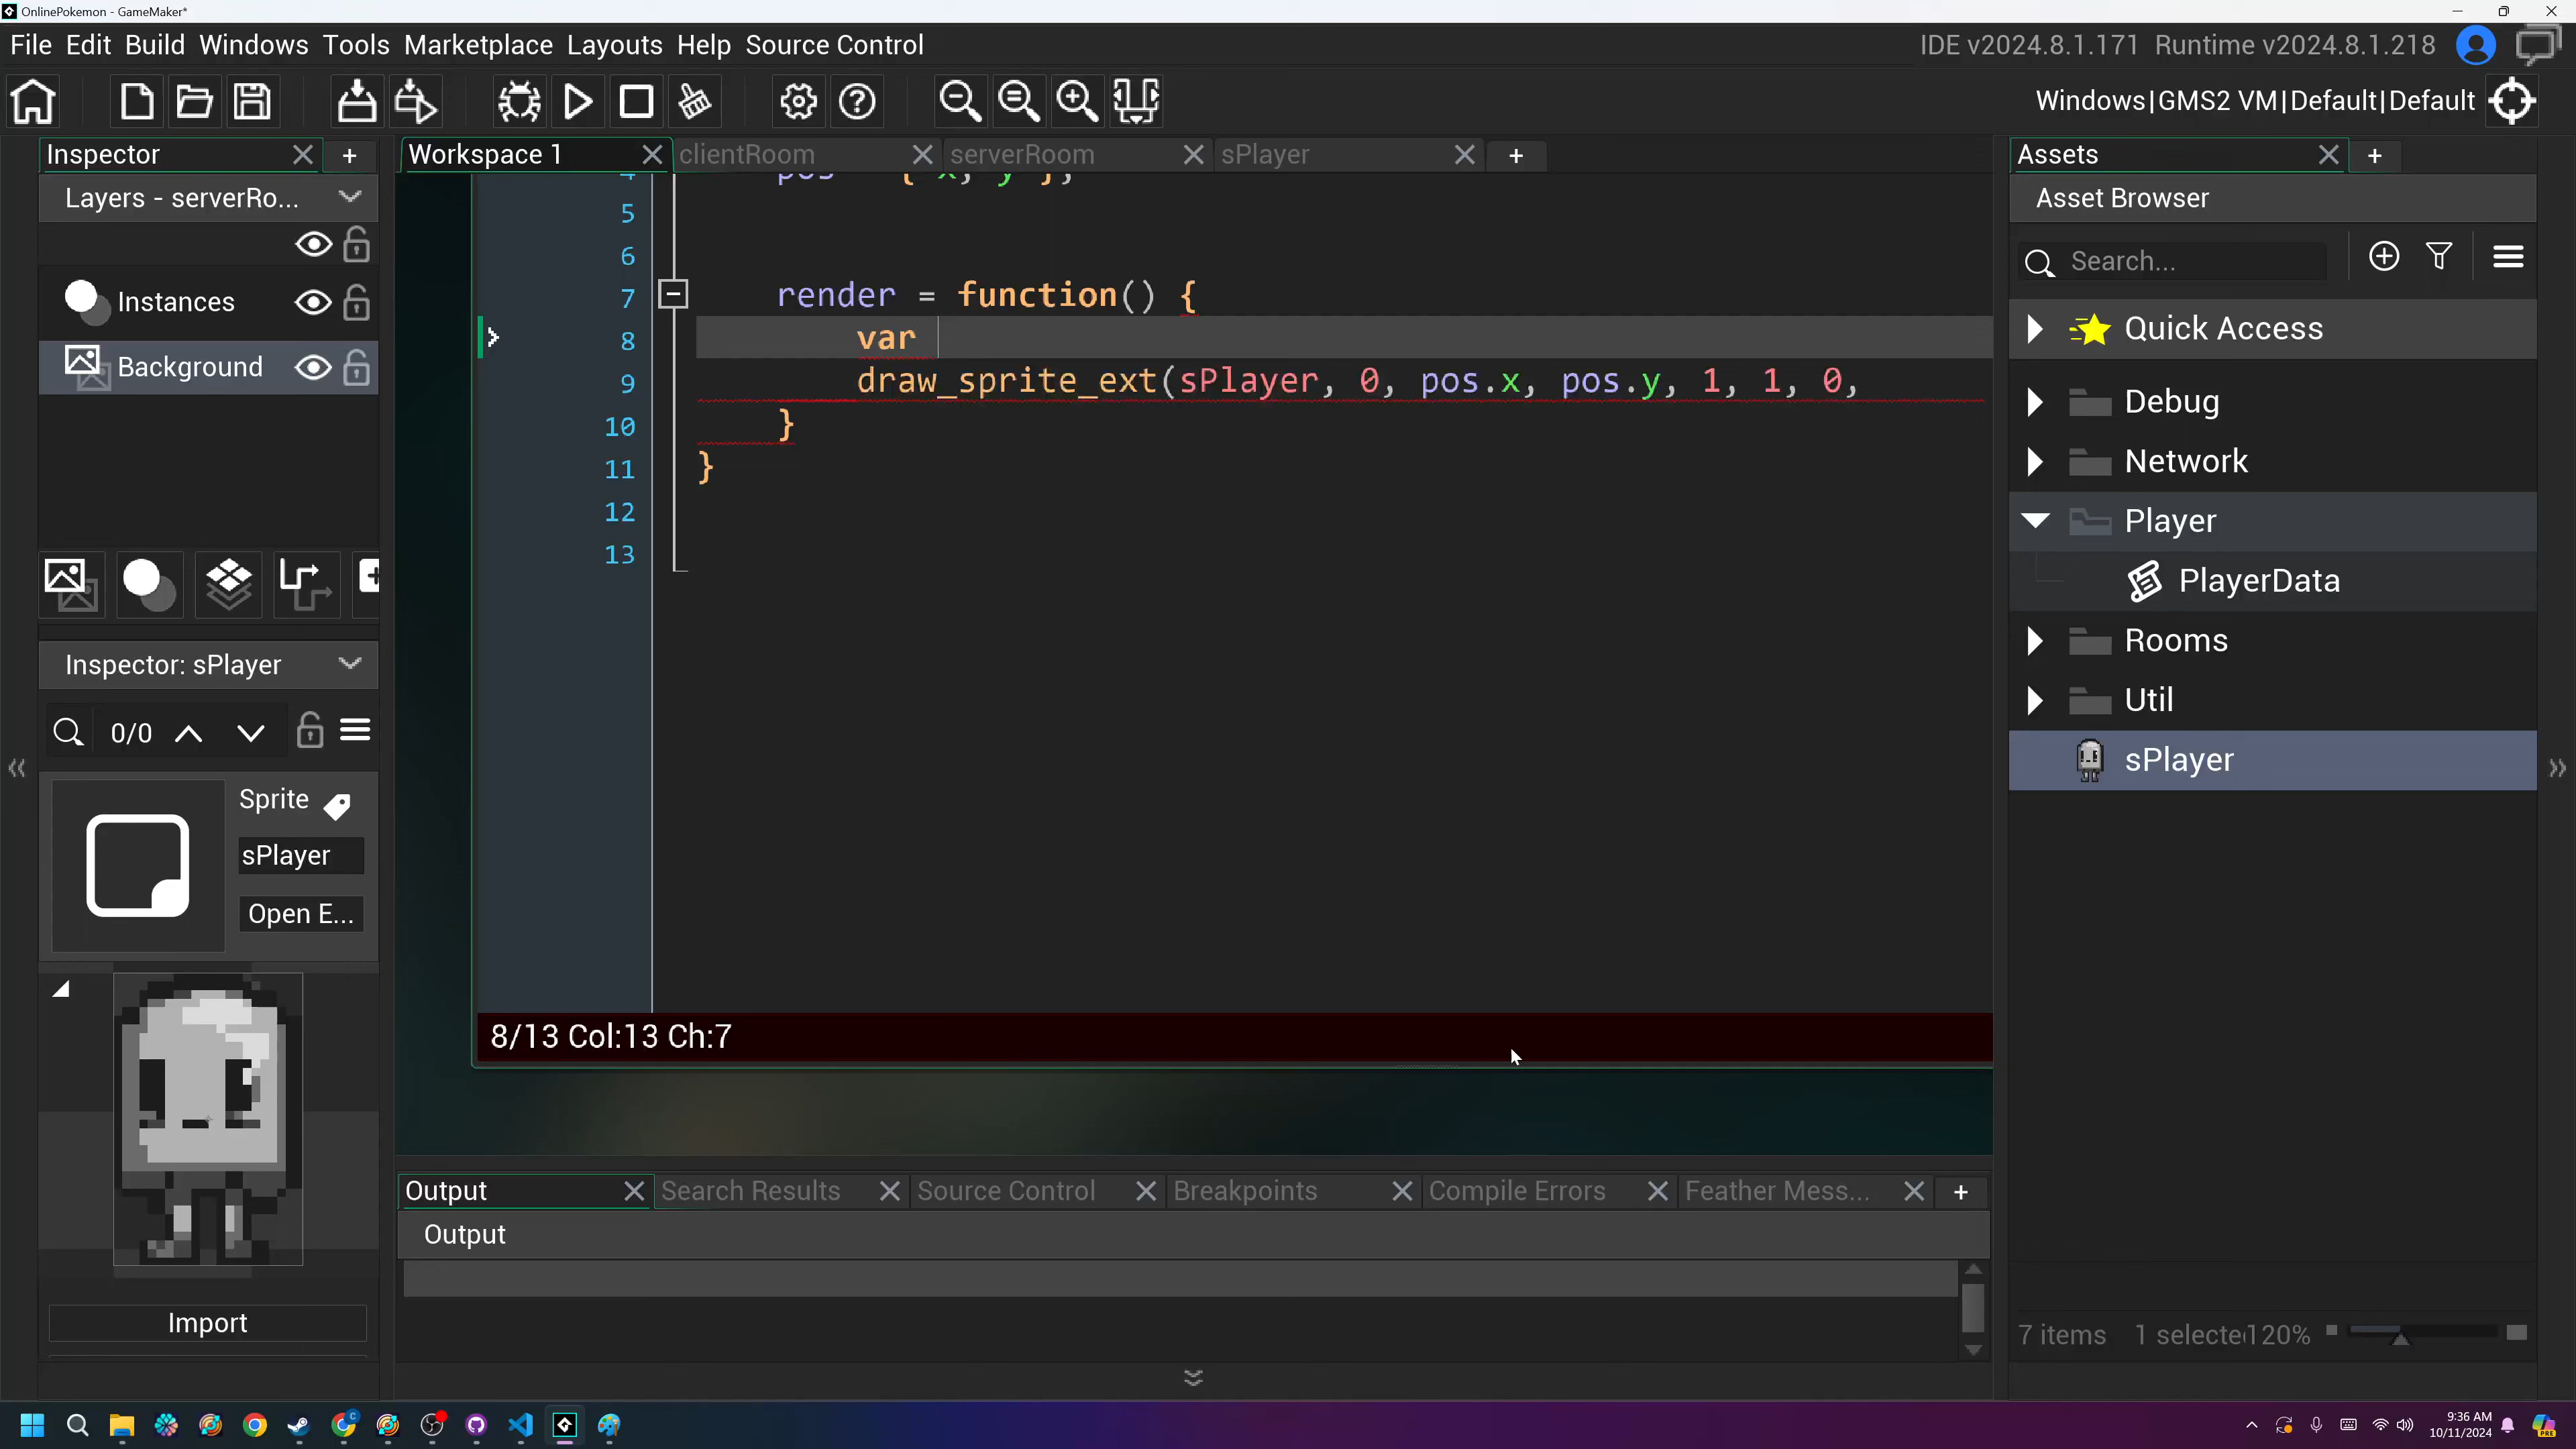 OnlinePokemon - GameMaker*
File Edit Build Windows Tools Marketplace Layouts Help Source Control
IDE v2024.8.1.171 Runtime v2024.8.1.218
Windows|GMS2 VM|Default|Default
Inspector
Workspace 1
clientRoom
serverRoom
sPlayer
Assets
Layers - serverRo...
Asset Browser
Search...
Instances
Background
4 pos = { x, y };
5
6
7 render = function() {
8 var
9 draw_sprite_ext(sPlayer, 0, pos.x, pos.y, 1, 1, 0,
10 }
11 }
12
13
8/13 Col:13 Ch:7
Quick Access
Debug
Network
Player
PlayerData
Rooms
Util
sPlayer
Inspector: sPlayer
0/0
Sprite
sPlayer
Open E...
Import
Output
Search Results
Source Control
Breakpoints
Compile Errors
Feather Mess...
Output
7 items 1 selecte 120%
9:36 AM
10/11/2024